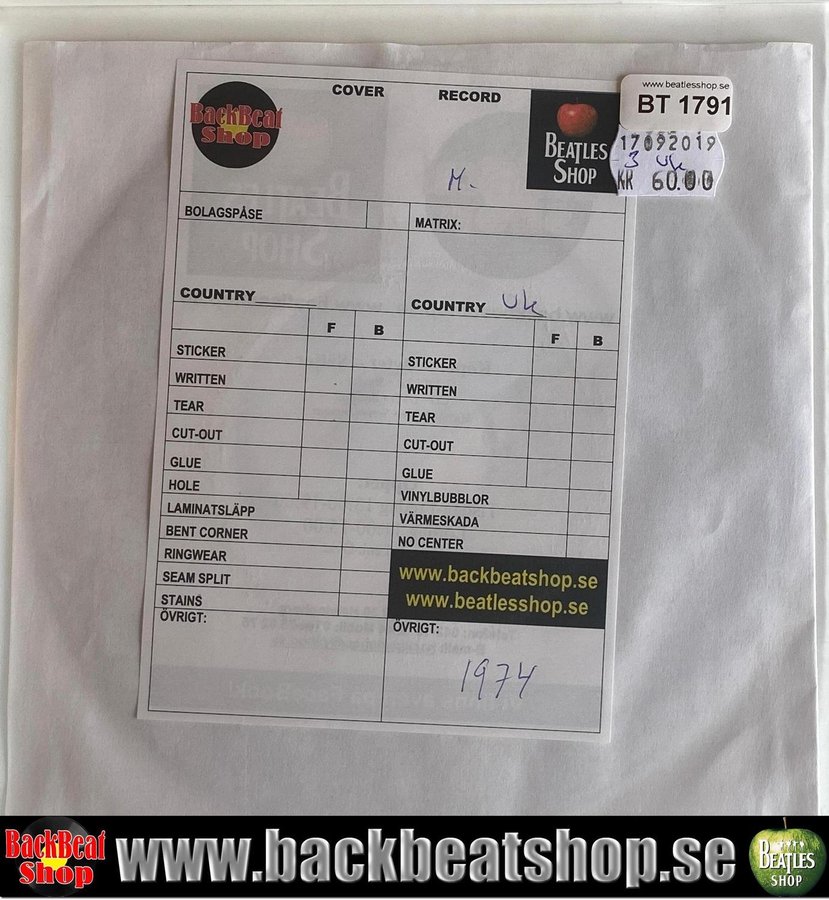 COVER
RECORD
BackBeat
Shop
BEATLES
SHOP
www.beatlesshop.se
BT 1791
17092019
3 Uk
KR 60.00
M-
BOLAGSPÅSE
MATRIX:
COUNTRY______
COUNTRY Uk
F B
F B
STICKER
WRITTEN
TEAR
CUT-OUT
GLUE
HOLE
LAMINATSLÄPP
BENT CORNER
RINGWEAR
SEAM SPLIT
STAINS
ÖVRIGT:
STICKER
WRITTEN
TEAR
CUT-OUT
GLUE
VINYLBUBBLOR
VÄRMESKADA
NO CENTER
www.backbeatshop.se
www.beatlesshop.se
ÖVRIGT:
1974
BackBeat
Shop
www.backbeatshop.se
BEATLES
SHOP